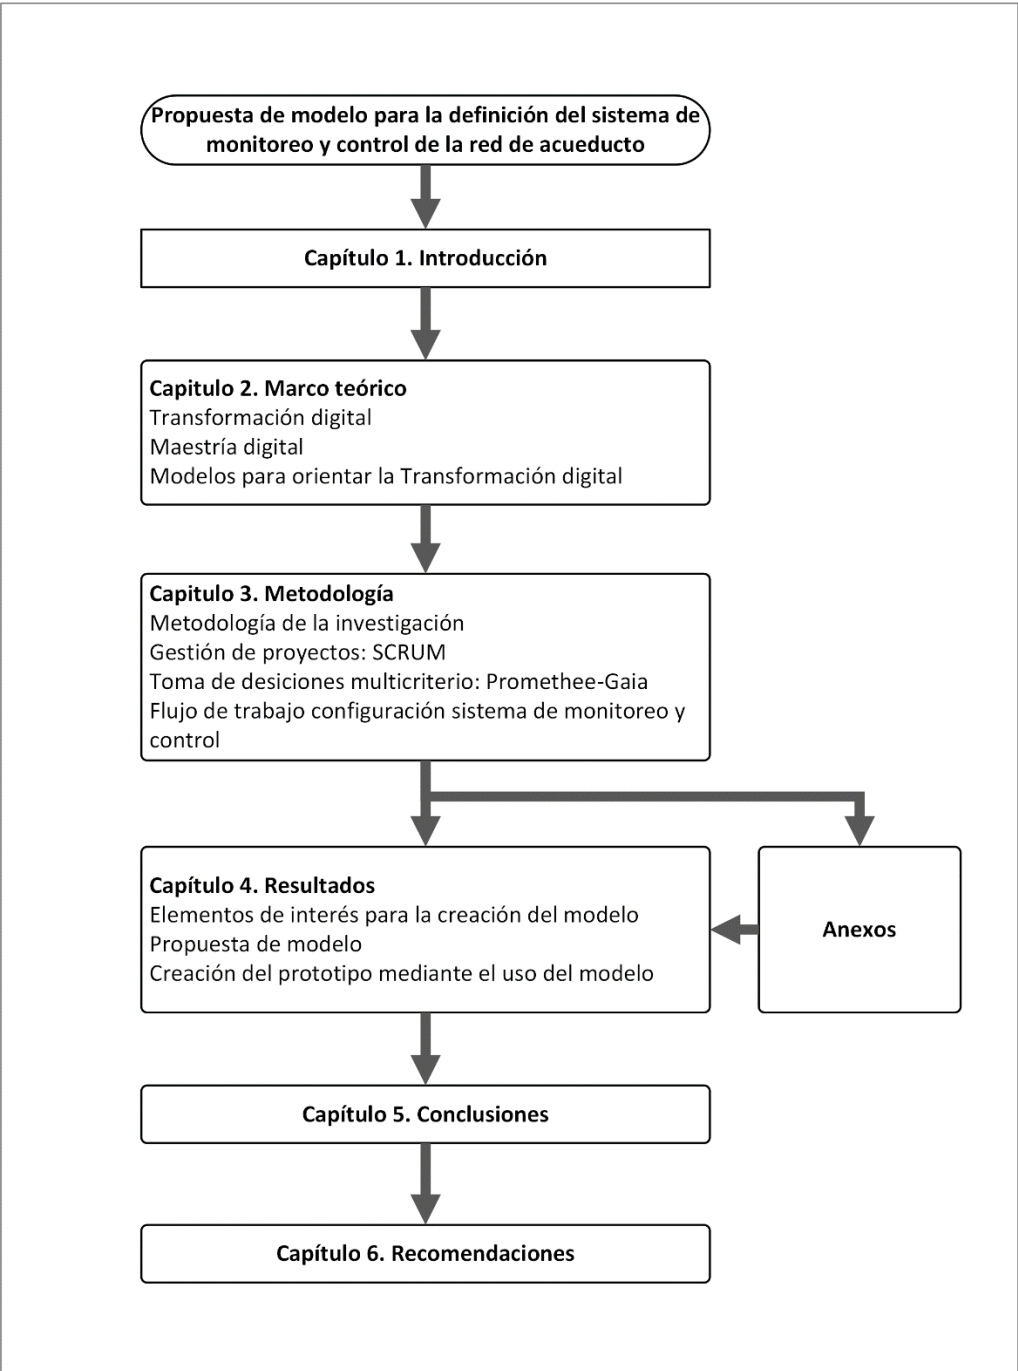 Propuesta de modelo para la definición del sistema de
monitoreo y control de la red de acueducto
Capítulo 1. Introducción
Capitulo 2. Marco teórico
Transformación digital
Maestría digital
Modelos para orientar la Transformación digital
Capitulo 3. Metodología
Metodología de la investigación
Gestión de proyectos: SCRUM
Toma de desiciones multicriterio: Promethee-Gaia
Flujo de trabajo configuración sistema de monitoreo y
control
Capítulo 4. Resultados
Elementos de interés para la creación del modelo
Propuesta de modelo
Creación del prototipo mediante el uso del modelo
Anexos
Capítulo 5. Conclusiones
Capítulo 6. Recomendaciones